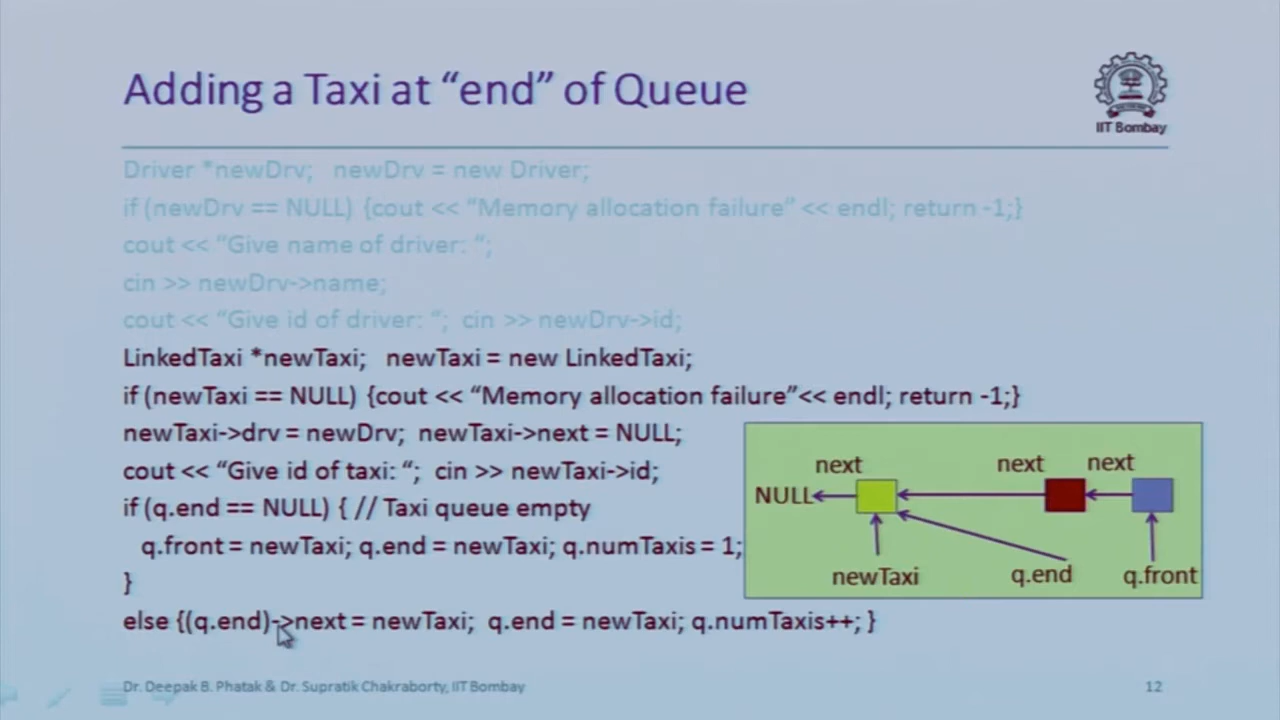 Adding a Taxi at “end” of Queue
IIT Bombay
Driver *newDrv; newDrv = new Driver;
if (newDrv == NULL) {cout << “Memory allocation failure” << endl; return -1;}
cout << “Give name of driver: “;
cin >> newDrv->name;
cout << “Give id of driver: “; cin >> newDrv->id;
LinkedTaxi *newTaxi; newTaxi = new LinkedTaxi;
if (newTaxi == NULL) {cout << “Memory allocation failure”<< endl; return -1;}
newTaxi->drv = newDrv; newTaxi->next = NULL;
cout << “Give id of taxi: “; cin >> newTaxi->id;
if (q.end == NULL) { // Taxi queue empty
q.front = newTaxi; q.end = newTaxi; q.numTaxis = 1;
}
else {(q.end)->next = newTaxi; q.end = newTaxi; q.numTaxis++; }
next next next
NULL
newTaxi q.end q.front
Dr. Deepak B. Phatak & Dr. Supratik Chakraborty, IIT Bombay 12